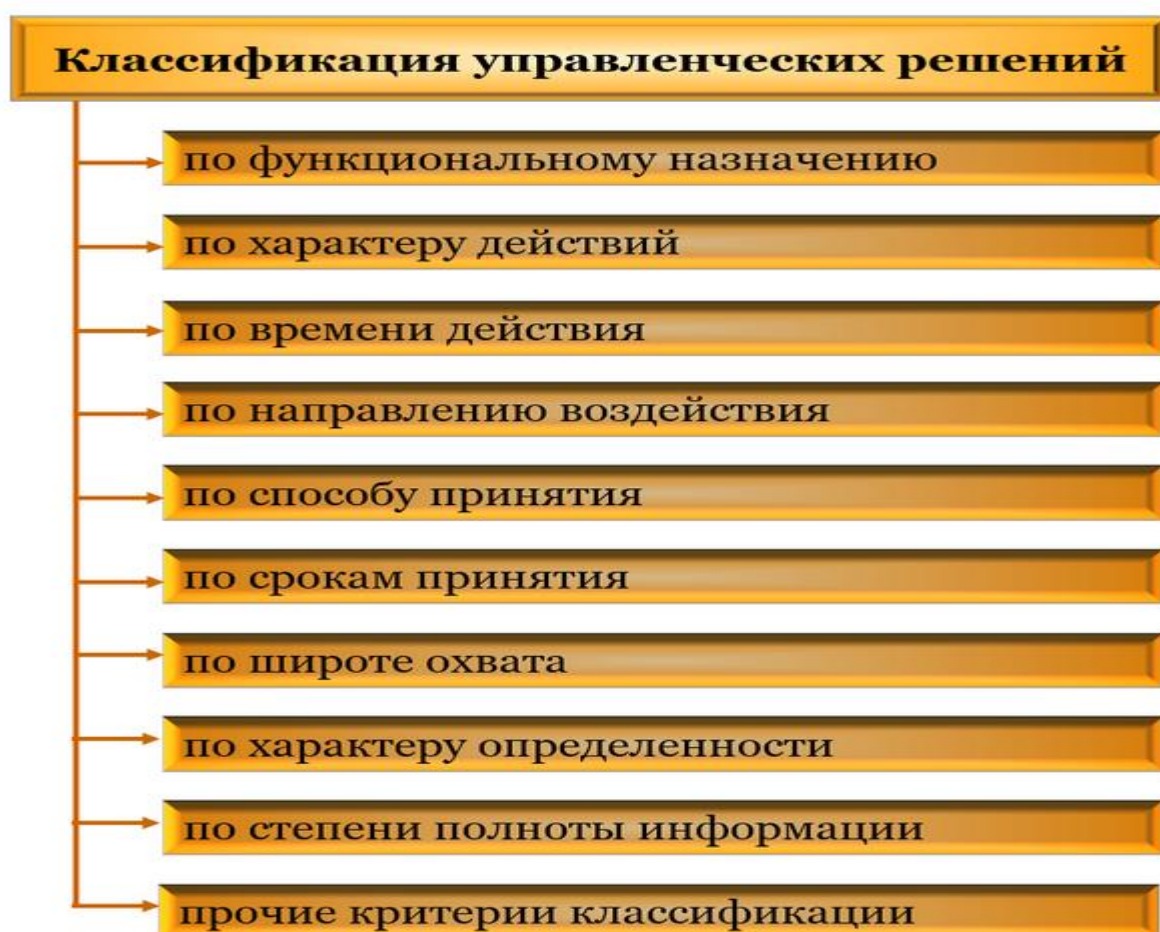 Классификация управленческих решений
по функциональному назначению
по характеру действий
по времени действия
по направлению воздействия
по способу принятия
по срокам принятия
по широте охвата
по характеру определенности
по степени полноты информации
прочие критерии классификации